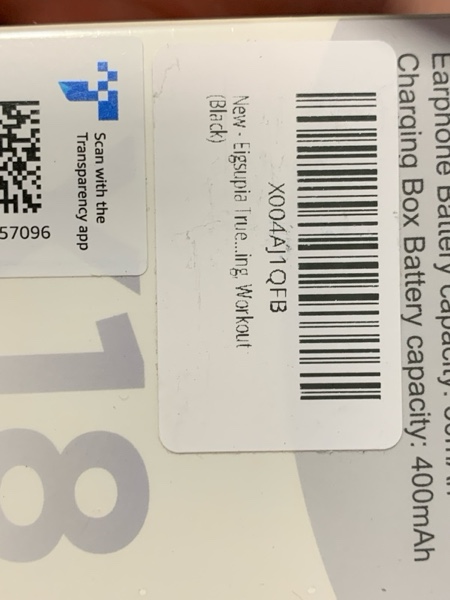 Earphone Battery capacity:
Charging Box Battery capacity: 400mAh
X004AJ1QFB
New - Eigsupia True...ing, Workout
(Black)
Scan with the
Transparency app
57096
18